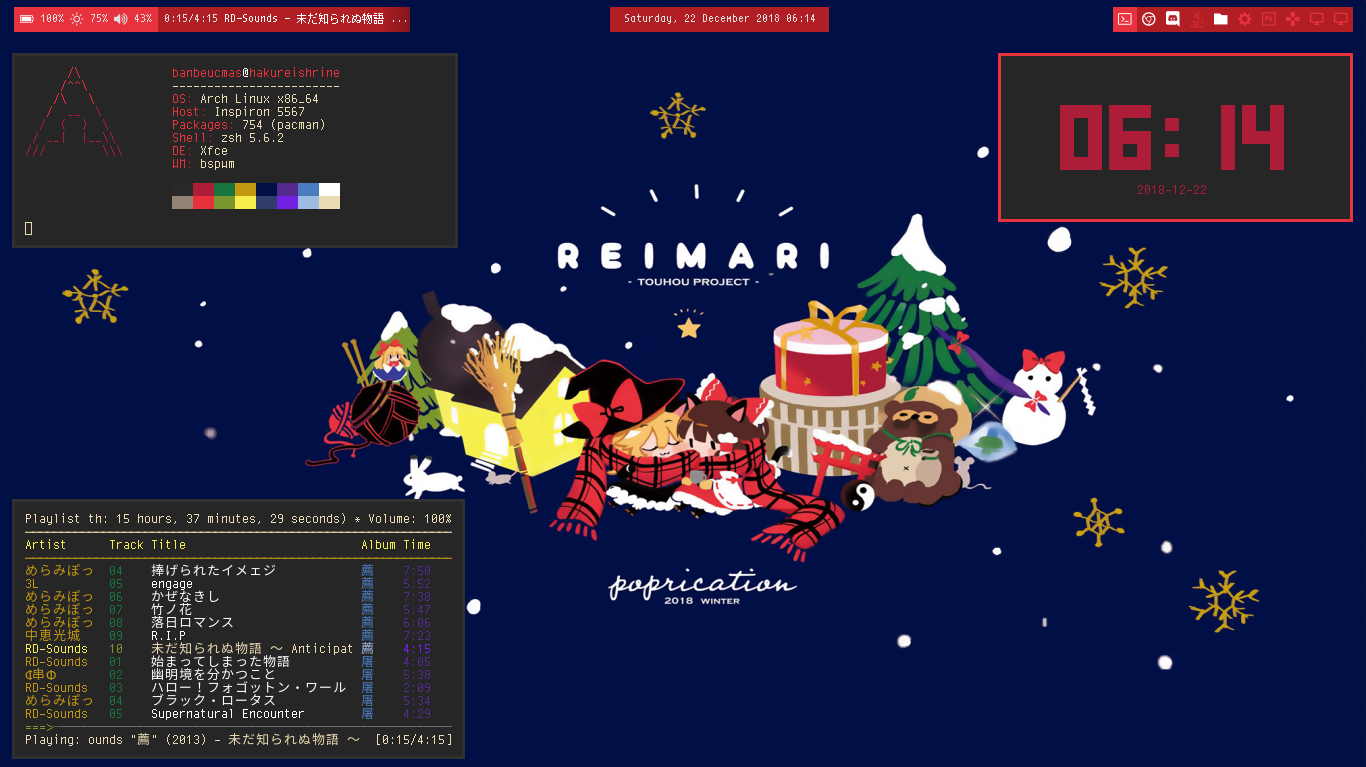 100% 75% 43% 0:15/4:15 RD-Sounds - 未だ知られぬ物語 ...
Saturday, 22 December 2018 06:14
banbeucmas@hakureishrine
------------------------
OS: Arch Linux x86_64
Host: Inspiron 5567
Packages: 754 (pacman)
Shell: zsh 5.6.2
DE: Xfce
WM: bspwm
06:14
2018-12-22
REIMARI
- TOUHOU PROJECT -
poprication
2018 WINTER
Playlist th: 15 hours, 37 minutes, 29 seconds) * Volume: 100%
Artist Track Title Album Time
めらみぽっ 04 捧げられたイメェジ 薦 7:50
3L 05 engage 薦 5:52
めらみぽっ 06 かぜなきし 薦 7:38
めらみぽっ 07 竹ノ花 薦 5:47
めらみぽっ 08 落日ロマンス 薦 6:06
中恵光城 09 R.I.P 薦 7:23
RD-Sounds 10 未だ知られぬ物語 ～ Anticipat 薦 4:15
RD-Sounds 01 始まってしまった物語 屠 4:05
₵串Φ 02 幽明境を分かつこと 屠 5:38
RD-Sounds 03 ハロー！フォゴットン・ワール 屠 2:09
めらみぽっ 04 ブラック・ロータス 屠 5:34
RD-Sounds 05 Supernatural Encounter 屠 4:29
===>
Playing: ounds "薦" (2013) - 未だ知られぬ物語 ～ [0:15/4:15]